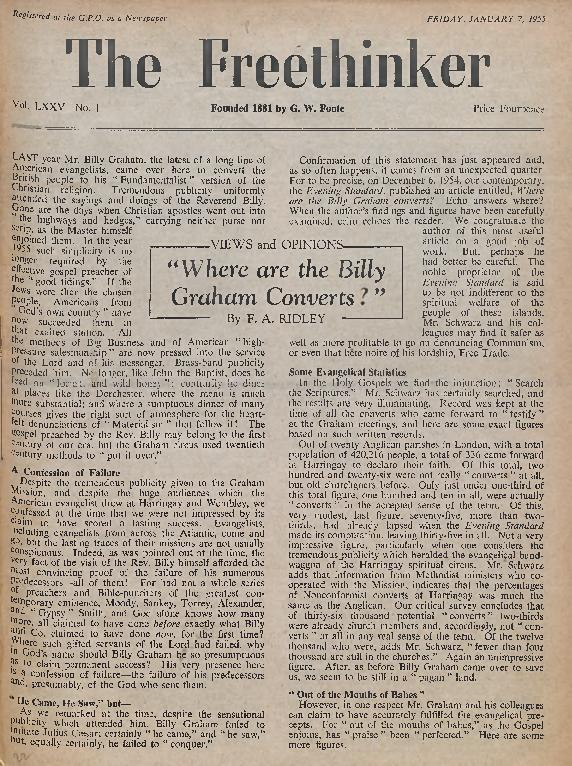 Registered at the G.P.O. as a Newspaper
FRIDAY, JANUARY 7, 1955
The Freethinker
Vol. LXXV No. 1
Founded 1881 by G. W. Foote
Price Fourpence
VIEWS and OPINIONS
"Where are the Billy
Graham Converts?"
By F. A. RIDLEY
LAST year Mr. Billy Graham, the latest of a long line of
American evangelists, came over here to convert the
British people to his "Fundamentalist" version of the
Christian religion. Tremendous publicity uniformly
attended the sayings and doings of the Reverend Billy.
Gone are the days when Christian apostles went out into
"the highways and hedges," carrying neither purse nor
scrip, as the Master himself
enjoined them. In the year
1955 such simplicity is no
longer required by the
effective gospel preacher of
the "good tidings." If the
Jews were then the chosen
people, Americans from
"God's own country" have
now succeeded them in
that exalted station. All
the methods of Big Business and of American "high-
pressure salesmanship" are now pressed into the service
of the Lord and of his messenger. Brass-band publicity
preceded him. No longer, like John the Baptist, does he
feed on "locusts and wild honey"; contrarily he dines
at places like the Dorchester, where the menu is much
more substantial; and where a sumptuous dinner of many
courses gives the right sort of atmosphere for the heart-
felt denunciations of "Materialism" that follow it! The
gospel preached by the Rev. Billy may belong to the first
century of our era, but the Graham circus used twentieth
century methods to "put it over."
A Confession of Failure
Despite the tremendous publicity given to the Graham
Mission, and despite the huge audiences which the
American evangelist drew at Harringay and Wembley, we
confessed at the time that we were not impressed by its
claim to have scored a lasting success. Evangelists,
including evangelists from across the Atlantic, come and
go, but the lasting traces of their missions are not usually
conspicuous. Indeed, as was pointed out at the time, the
very fact of the visit of the Rev. Billy himself afforded the
most convincing proof of the failure of his numerous
predecessors—all of them! For had not a whole series
of preachers and Bible-punchers of the greatest con-
temporary eminence, Moody, Sankey, Torrey, Alexander,
and "Gypsy" Smith, and God alone knows how many
more, all claimed to have done before exactly what Billy
and Co. claimed to have done now, for the first time?
Where such gifted servants of the Lord had failed, why
in God's name should Billy Graham be so presumptuous
as to claim permanent success? His very presence here
is a confession of failure—the failure of his predecessors
and, presumably, of the God who sent them.
"He Came, He Saw," but—
As we remarked at the time, despite the sensational
publicity which attended him, Billy Graham failed to
imitate Julius Cæsar; certainly "he came," and "he saw,"
but, equally certainly, he failed to "conquer."
Confirmation of this statement has just appeared and,
as so often happens, it comes from an unexpected quarter.
For to be precise, on December 6, 1954, our contemporary,
the Evening Standard, published an article entitled, Where
are the Billy Graham converts? Echo answers where?
When the author's findings and figures have been carefully
examined, echo echoes the reader. We congratulate the
author of this most useful
article on a good job of
work. But, perhaps he
had better be careful. The
noble proprietor of the
Evening Standard is said
to be not indifferent to the
spiritual welfare of the
people of these islands.
Mr. Schwarz and his col-
leagues may find it safer as
well as more profitable to go on denouncing Communism,
or even that bête noire of his lordship, Free Trade.
Some Evangelical Statistics
In the Holy Gospels we find the injunction: "Search
the Scriptures." Mr. Schwarz has certainly searched, and
the results are very illuminating. Record was kept at the
time of all the converts who came forward to "testify"
at the Graham meetings, and here are some exact figures
based on such written records.
Out of twenty Anglican parishes in London, with a total
population of 420,216 people, a total of 336 came forward
at Harringay to declare their faith. Of this total, two
hundred and twenty-six were not really "converts" at all,
but old churchgoers before. Only just under one-third of
this total figure, one hundred and ten in all, were actually
"converts" in the accepted sense of the term. Of this,
very modest, last figure, seventy-five, more than two-
thirds, had already lapsed when the Evening Standard
made its computation, leaving thirty-five in all. Not a very
impressive figure, particularly when one considers the
tremendous publicity which heralded the evangelical band-
waggon of the Harringay spiritual circus. Mr. Schwarz
adds that information from Methodist ministers who co-
operated with the Mission, indicates that the percentages
of Nonconformist converts at Harringay was much the
same as the Anglican. Our critical survey concludes that
of thirty-six thousand potential "converts" two-thirds
were already church members and, accordingly, not "con-
verts" at all in any real sense of the term. Of the twelve
thousand who were, adds Mr. Schwarz, "fewer than four
thousand are still in the churches." Again an unimpressive
figure. After, as before Billy Graham came over to save
us, we seem to be still in a "pagan" land.
"Out of the Mouths of Babes"
However, in one respect Mr. Graham and his colleagues
can claim to have accurately fulfilled the evangelical pre-
cepts. For "out of the mouths of babes," as the Gospel
enjoins, has "praise" been "perfected." Here are some
more figures.